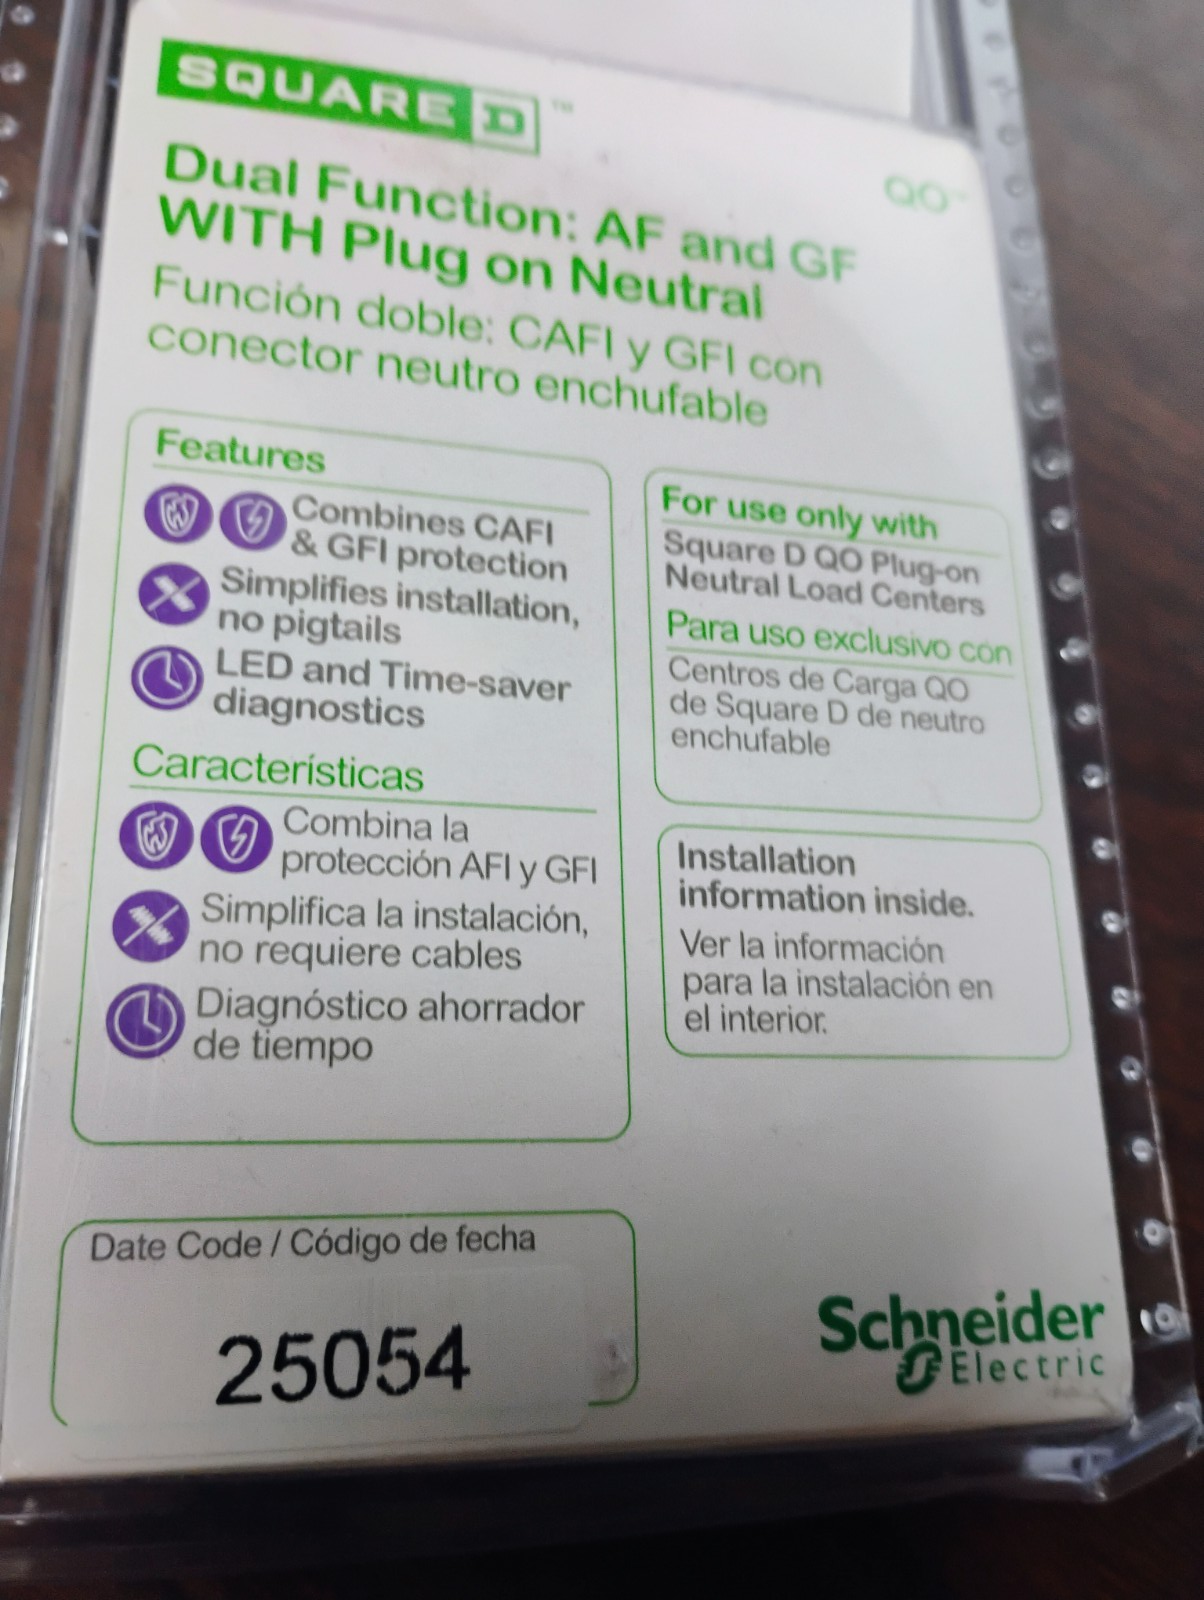 SQUARE D™
QO™
Dual Function: AF and GF
WITH Plug on Neutral
Función doble: CAFI y GFI con
conector neutro enchufable
Features
Combines CAFI
& GFI protection
Simplifies installation,
no pigtails
LED and Time-saver
diagnostics
Características
Combina la
protección AFI y GFI
Simplifica la instalación,
no requiere cables
Diagnóstico ahorrador
de tiempo
For use only with
Square D QO Plug-on
Neutral Load Centers
Para uso exclusivo con
Centros de Carga QO
de Square D de neutro
enchufable
Installation
information inside.
Ver la información
para la instalación en
el interior.
Date Code / Código de fecha
25054
Schneider
Electric